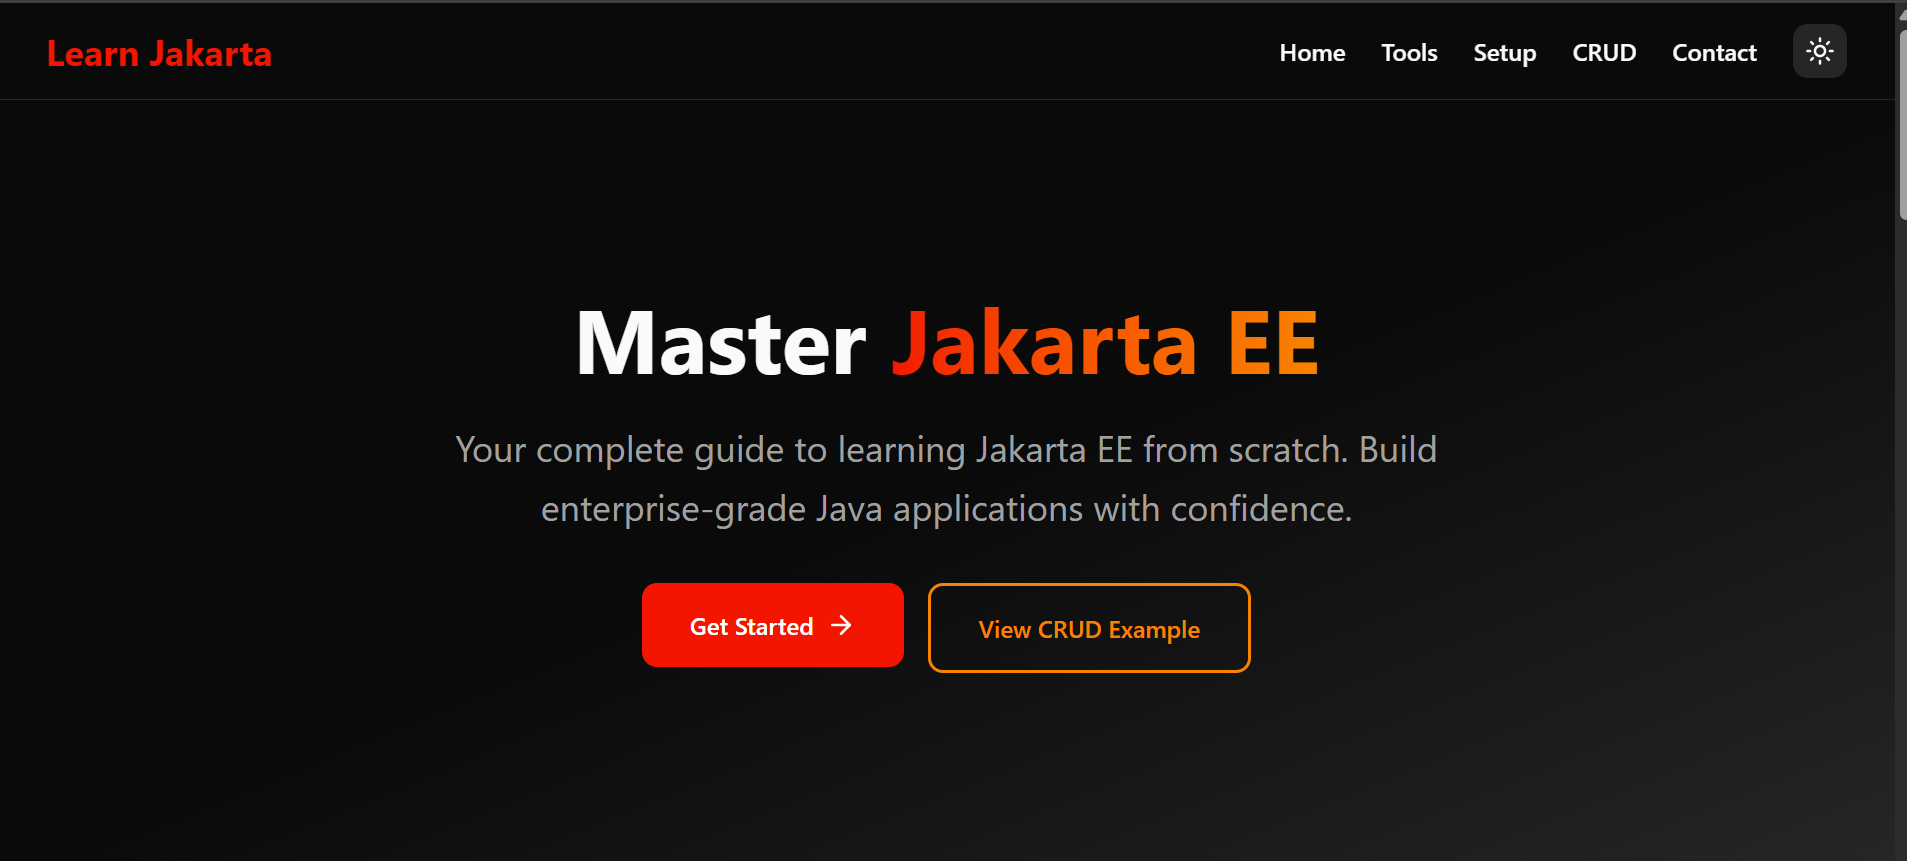 Learn Jakarta
Home
Tools
Setup
CRUD
Contact
Master Jakarta EE
Your complete guide to learning Jakarta EE from scratch. Build
enterprise-grade Java applications with confidence.
Get Started
View CRUD Example